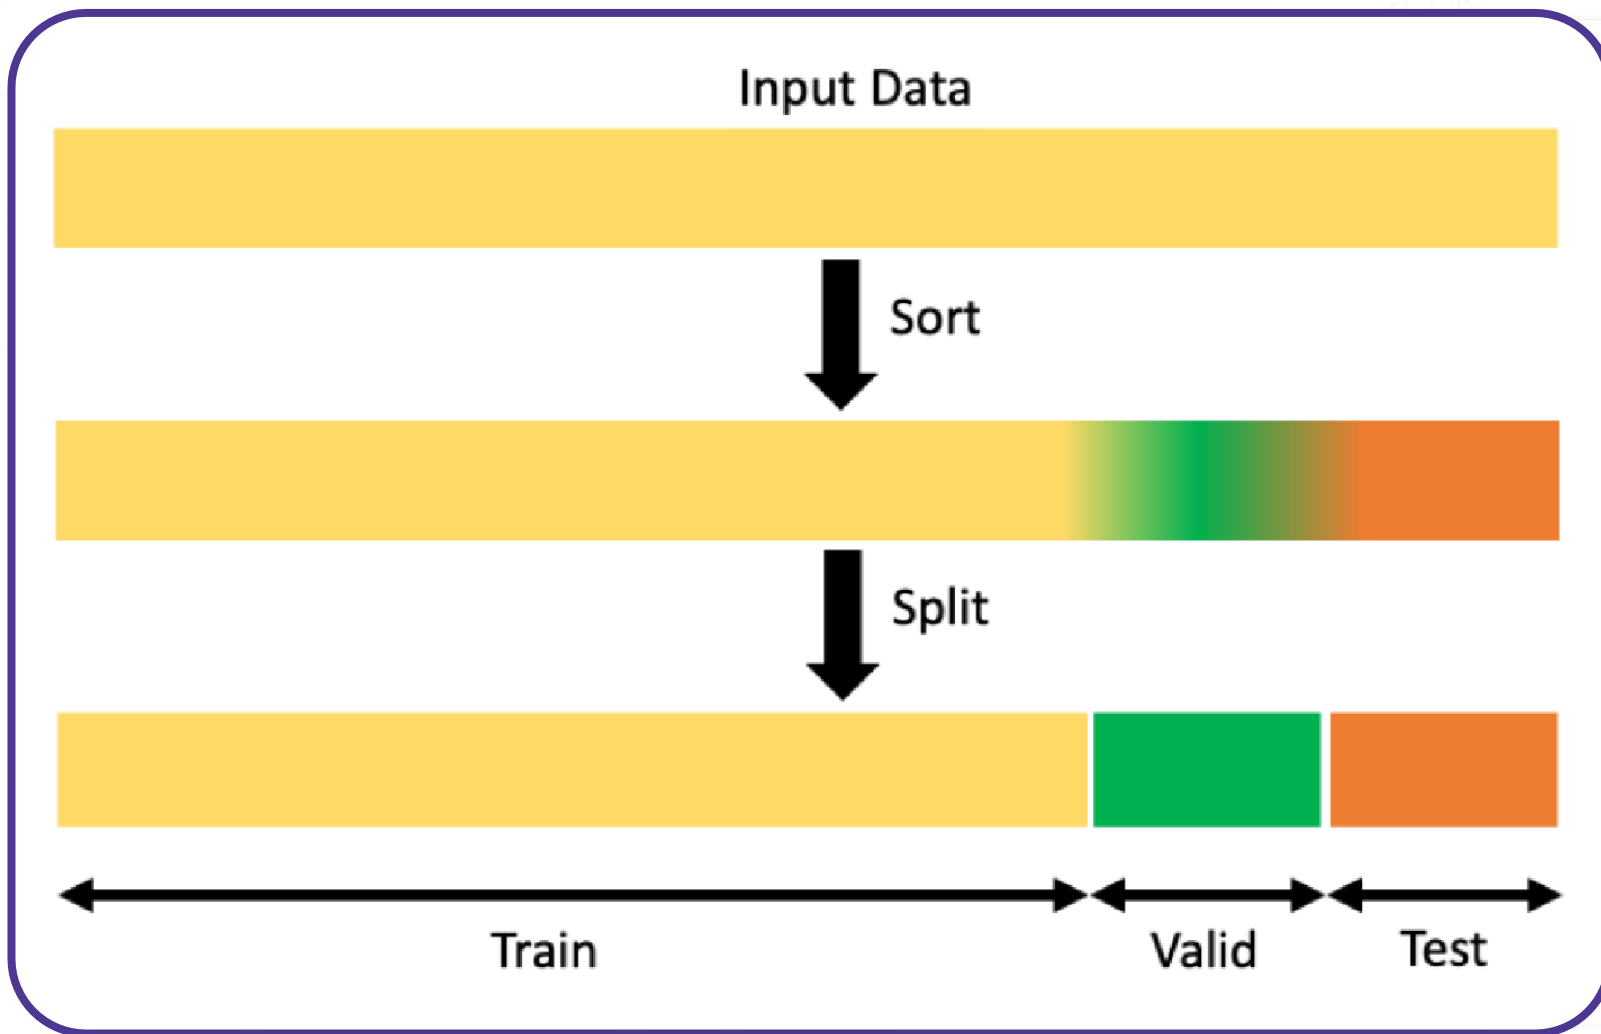 Input Data
Sort
Split
Train
Valid
Test